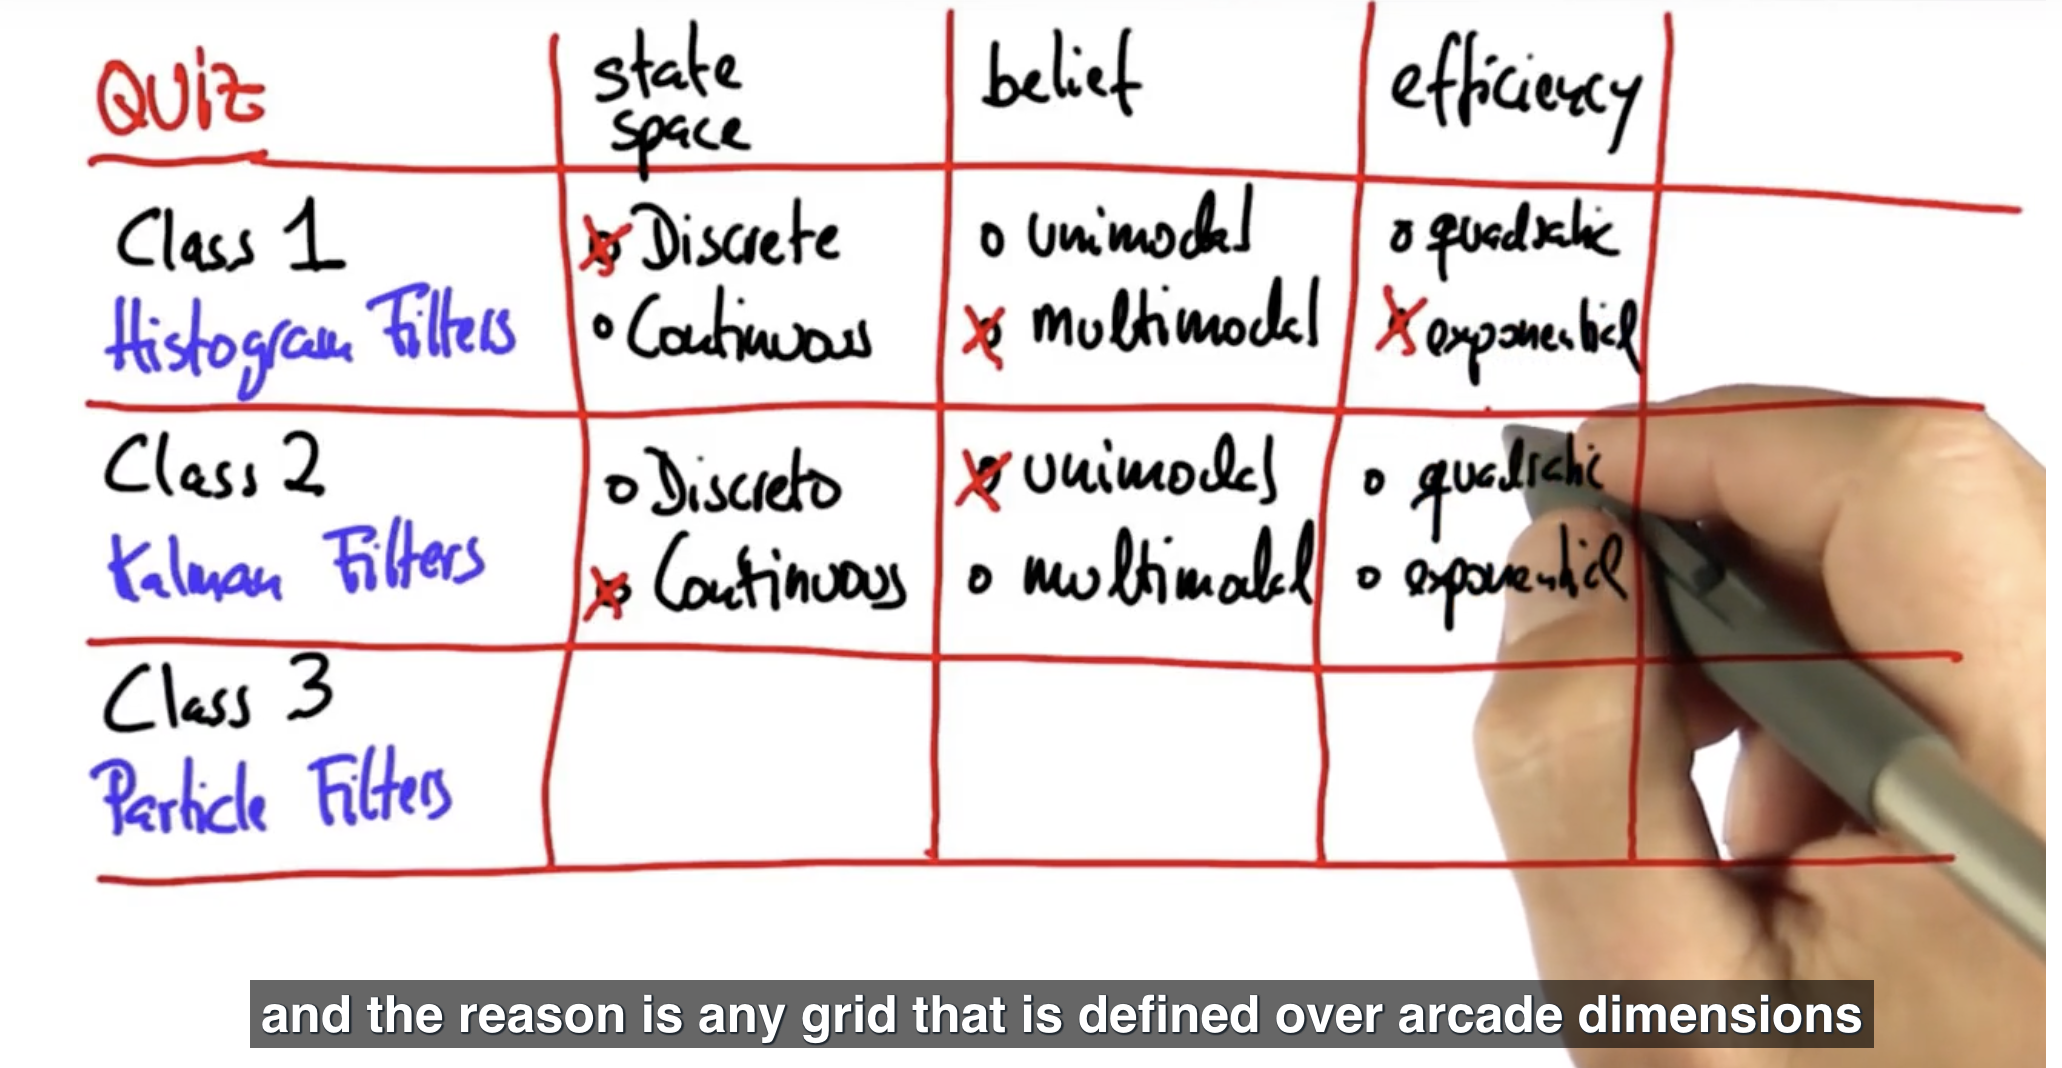 QUIZ
state
space
belief
efficiency
Class 1
Histogram Filters
Discrete
Continuous
unimodal
multimodal
quadratic
exponential
Class 2
Kalman Filters
Discrete
Continuous
unimodal
multimodal
quadratic
exponential
Class 3
Particle Filters
and the reason is any grid that is defined over arcade dimensions